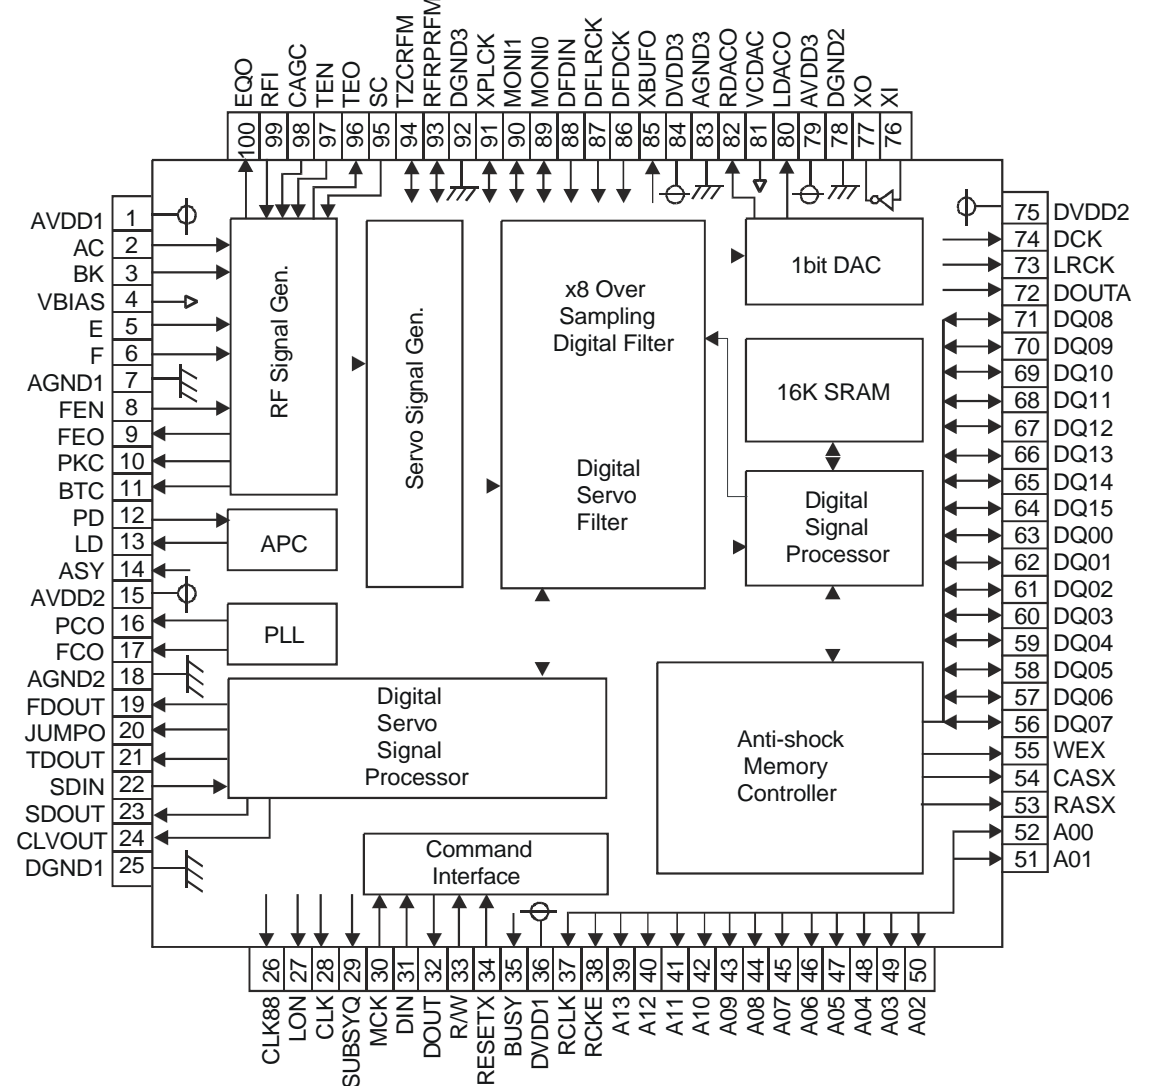 EQO
RFI
CAGC
TEN
TEO
SC
TZCRFM
RFRPRFM
DGND3
XPLCK
MONI1
MONI0
DFDIN
DFLRCK
DFDCK
XBUFO
DVDD3
AGND3
RDACO
VCDAC
LDACO
AVDD3
DGND2
XO
XI
100
99
98
97
96
95
94
93
92
91
90
89
88
87
86
85
84
83
82
81
80
79
78
77
76
AVDD1 1
AC 2
BK 3
VBIAS 4
E 5
F 6
AGND1 7
FEN 8
FEO 9
PKC 10
BTC 11
PD 12
LD 13
ASY 14
AVDD2 15
PCO 16
FCO 17
AGND2 18
FDOUT 19
JUMPO 20
TDOUT 21
SDIN 22
SDOUT 23
CLVOUT 24
DGND1 25
RF Signal Gen.
APC
PLL
Servo Signal Gen.
x8 Over
Sampling
Digital Filter
Digital
Servo
Filter
1bit DAC
16K SRAM
Digital
Signal
Processor
Digital
Servo
Signal
Processor
Anti-shock
Memory
Controller
Command
Interface
75 DVDD2
74 DCK
73 LRCK
72 DOUTA
71 DQ08
70 DQ09
69 DQ10
68 DQ11
67 DQ12
66 DQ13
65 DQ14
64 DQ15
63 DQ00
62 DQ01
61 DQ02
60 DQ03
59 DQ04
58 DQ05
57 DQ06
56 DQ07
55 WEX
54 CASX
53 RASX
52 A00
51 A01
26
27
28
29
30
31
32
33
34
35
36
37
38
39
40
41
42
43
44
45
46
47
48
49
50
CLK88
LON
CLK
SUBSYQ
MCK
DIN
DOUT
R/W
RESETX
BUSY
DVDD1
RCLK
RCKE
A13
A12
A11
A10
A09
A08
A07
A06
A05
A04
A03
A02